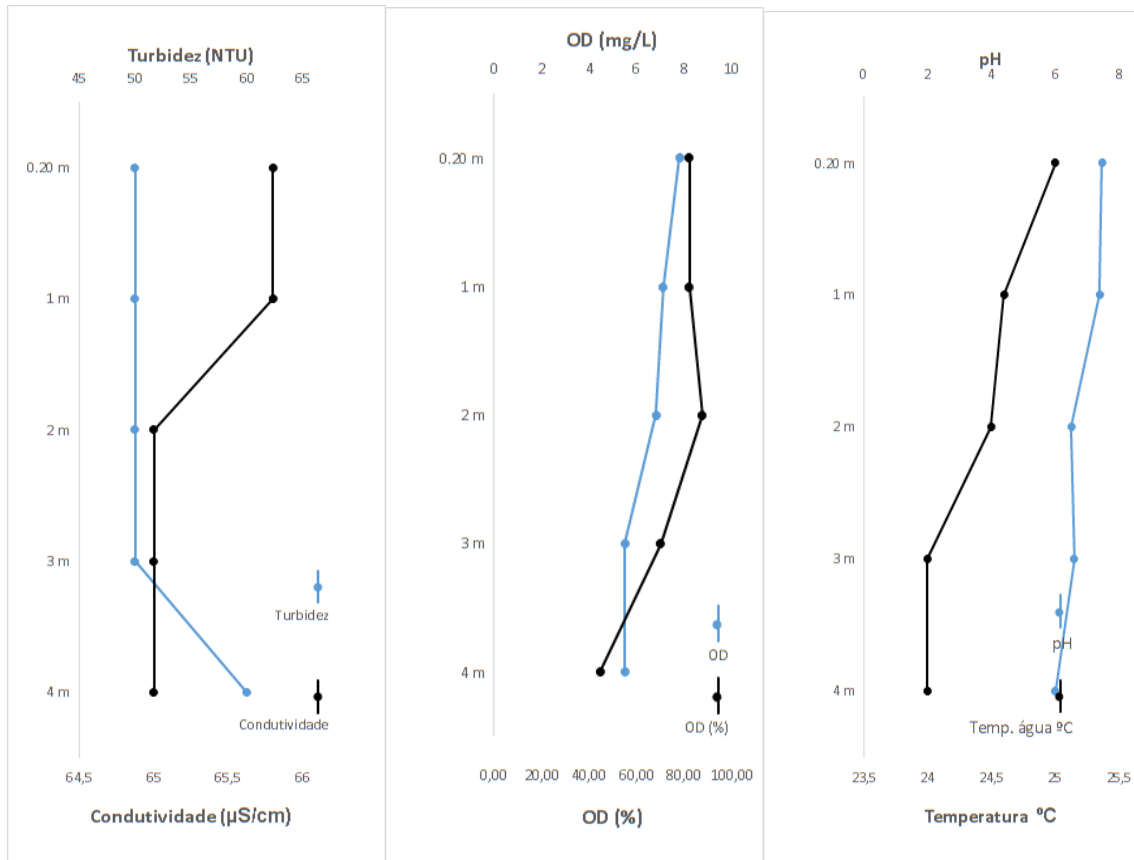 Turbidez (NTU)
45 50 55 60 65
0.20 m
1 m
2 m
3 m
4 m
Turbidez
Condutividade
64,5 65 65,5 66
Condutividade (µS/cm)
OD (mg/L)
0 2 4 6 8 10
0.20 m
1 m
2 m
3 m
4 m
OD
OD (%)
0,00 20,00 40,00 60,00 80,00 100,00
OD (%)
pH
0 2 4 6 8
0.20 m
1 m
2 m
3 m
4 m
pH
Temp. água ºC
23,5 24 24,5 25 25,5
Temperatura ºC